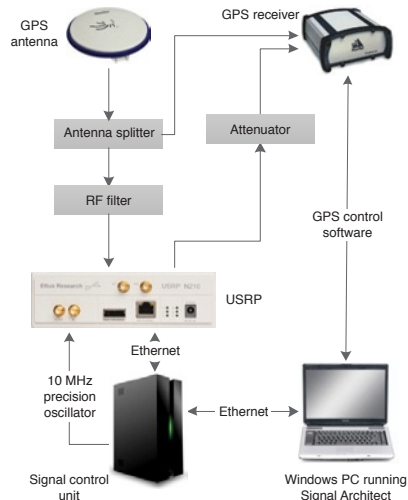 GPS
antenna
GPS receiver
Antenna splitter
Attenuator
RF filter
GPS control
software
Ettus Research
USRP N210
USRP
Ethernet
10 MHz
precision
oscillator
Ethernet
Signal control
unit
Windows PC running
Signal Architect